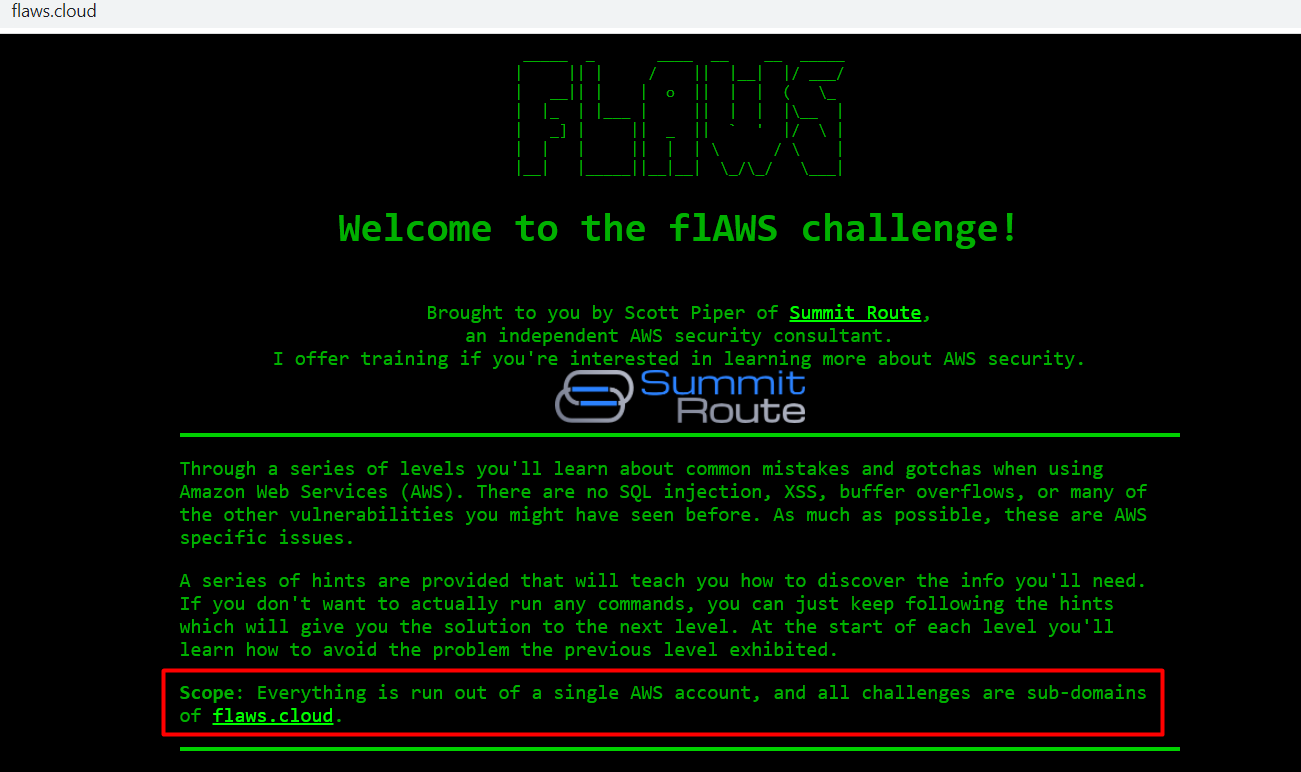 flaws.cloud
FLAWS
Welcome to the flAWS challenge!
Brought to you by Scott Piper of Summit Route,
an independent AWS security consultant.
I offer training if you're interested in learning more about AWS security.
Summit
Route
Through a series of levels you'll learn about common mistakes and gotchas when using
Amazon Web Services (AWS). There are no SQL injection, XSS, buffer overflows, or many of
the other vulnerabilities you might have seen before. As much as possible, these are AWS
specific issues.
A series of hints are provided that will teach you how to discover the info you'll need.
If you don't want to actually run any commands, you can just keep following the hints
which will give you the solution to the next level. At the start of each level you'll
learn how to avoid the problem the previous level exhibited.
Scope: Everything is run out of a single AWS account, and all challenges are sub-domains
of flaws.cloud.